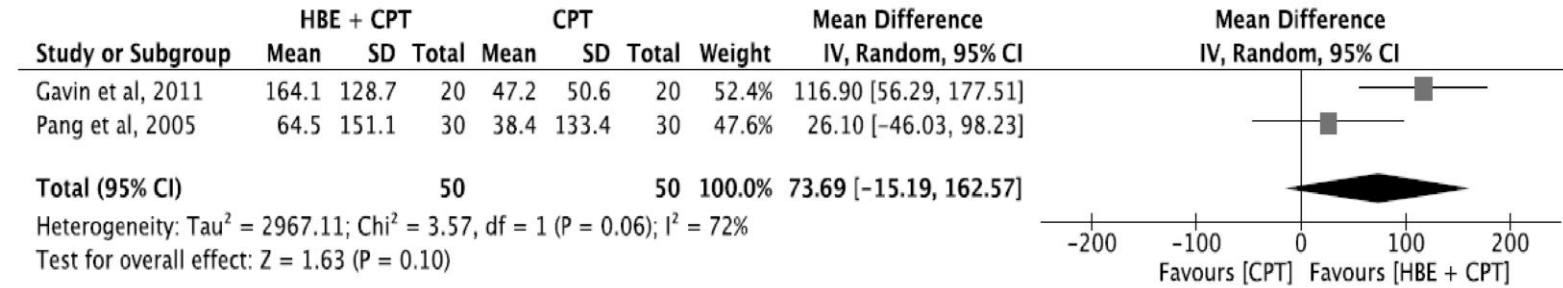 HBE + CPT CPT Mean Difference Mean Difference
Study or Subgroup Mean SD Total Mean SD Total Weight IV, Random, 95% CI IV, Random, 95% CI
Gavin et al, 2011 164.1 128.7 20 47.2 50.6 20 52.4% 116.90 [56.29, 177.51]
Pang et al, 2005 64.5 151.1 30 38.4 133.4 30 47.6% 26.10 [−46.03, 98.23]
Total (95% CI) 50 50 100.0% 73.69 [−15.19, 162.57]
Heterogeneity: Tau² = 2967.11; Chi² = 3.57, df = 1 (P = 0.06); I² = 72%
Test for overall effect: Z = 1.63 (P = 0.10)
−200 −100 0 100 200
Favours [CPT] Favours [HBE + CPT]